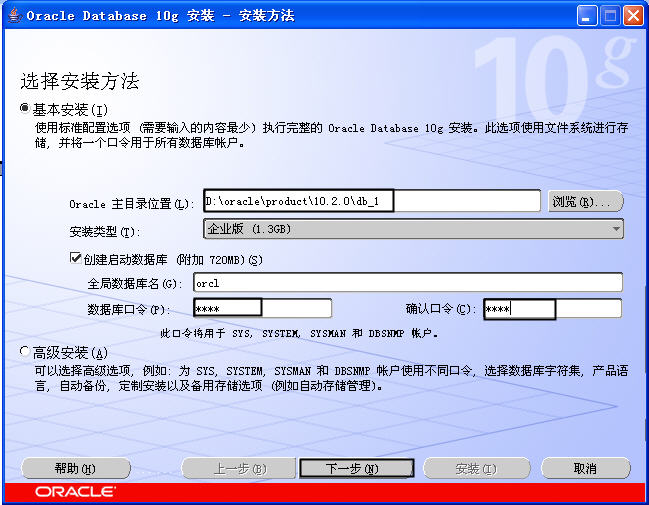 Oracle Database 10g 安装 - 安装方法
10g
选择安装方法
基本安装(I)
使用标准配置选项 (需要输入的内容最少) 执行完整的 Oracle Database 10g 安装。此选项使用文件系统进行存
储, 并将一个口令用于所有数据库帐户。
Oracle 主目录位置(L): D:\oracle\product\10.2.0\db_1 浏览(R)...
安装类型(T): 企业版 (1.3GB)
创建启动数据库 (附加 720MB)(S)
全局数据库名(G): orcl
数据库口令(P): **** 确认口令(C): ****
此口令将用于 SYS, SYSTEM, SYSMAN 和 DBSNMP 帐户。
高级安装(A)
可以选择高级选项, 例如: 为 SYS, SYSTEM, SYSMAN 和 DBSNMP 帐户使用不同口令, 选择数据库字符集, 产品语
言, 自动备份, 定制安装以及备用存储选项 (例如自动存储管理)。
帮助(H) 上一步(B) 下一步(N) 安装(I) 取消
ORACLE